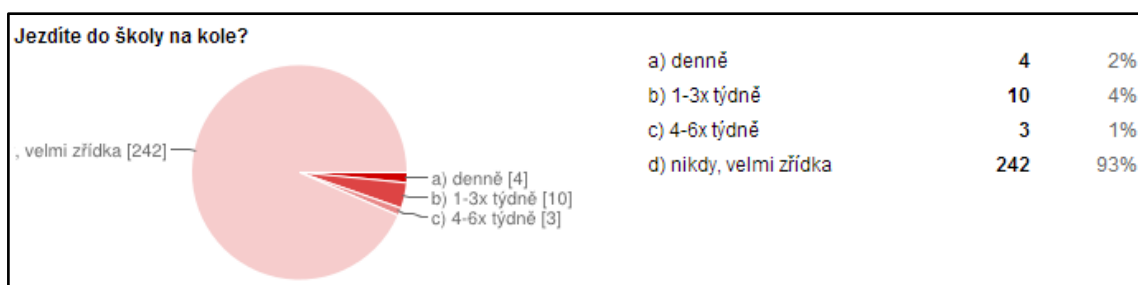 Jezdíte do školy na kole?
, velmi zřídka [242]
a) denně [4]
b) 1-3x týdně [10]
c) 4-6x týdně [3]
a) denně 4 2%
b) 1-3x týdně 10 4%
c) 4-6x týdně 3 1%
d) nikdy, velmi zřídka 242 93%